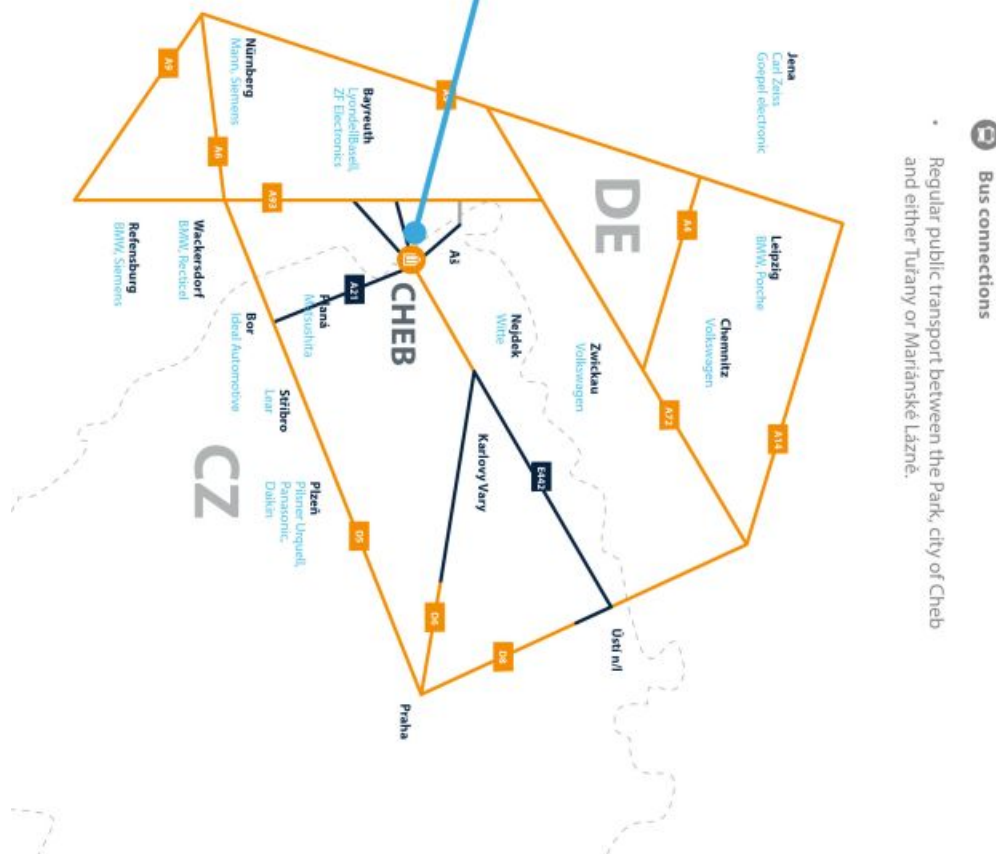 Bus connections
• Regular public transport between the Park, city of Cheb
and either Tuřany or Mariánské Lázně.
Jena
Carl Zeiss
Goepel electronic
Leipzig
BMW, Porche
A14
Chemnitz
Volkswagen
A4
A72
DE
Ústí n/l
Zwickau
Volkswagen
E442
Nejdek
Witte
D8
Karlovy Vary
Aš
D6
CHEB
Praha
Bayreuth
LyondellBasell,
ZF Electronics
D5
A21
Planá
Matsushita
Plzeň
Pilsner Urquell,
Panasonic,
Daikin
Stříbro
Lear
A93
Nürnberg
Mann, Siemens
Bor
Ideal Automotive
A6
CZ
Wackersdorf
BMW, Recticel
A9
Refensburg
BMW, Siemens